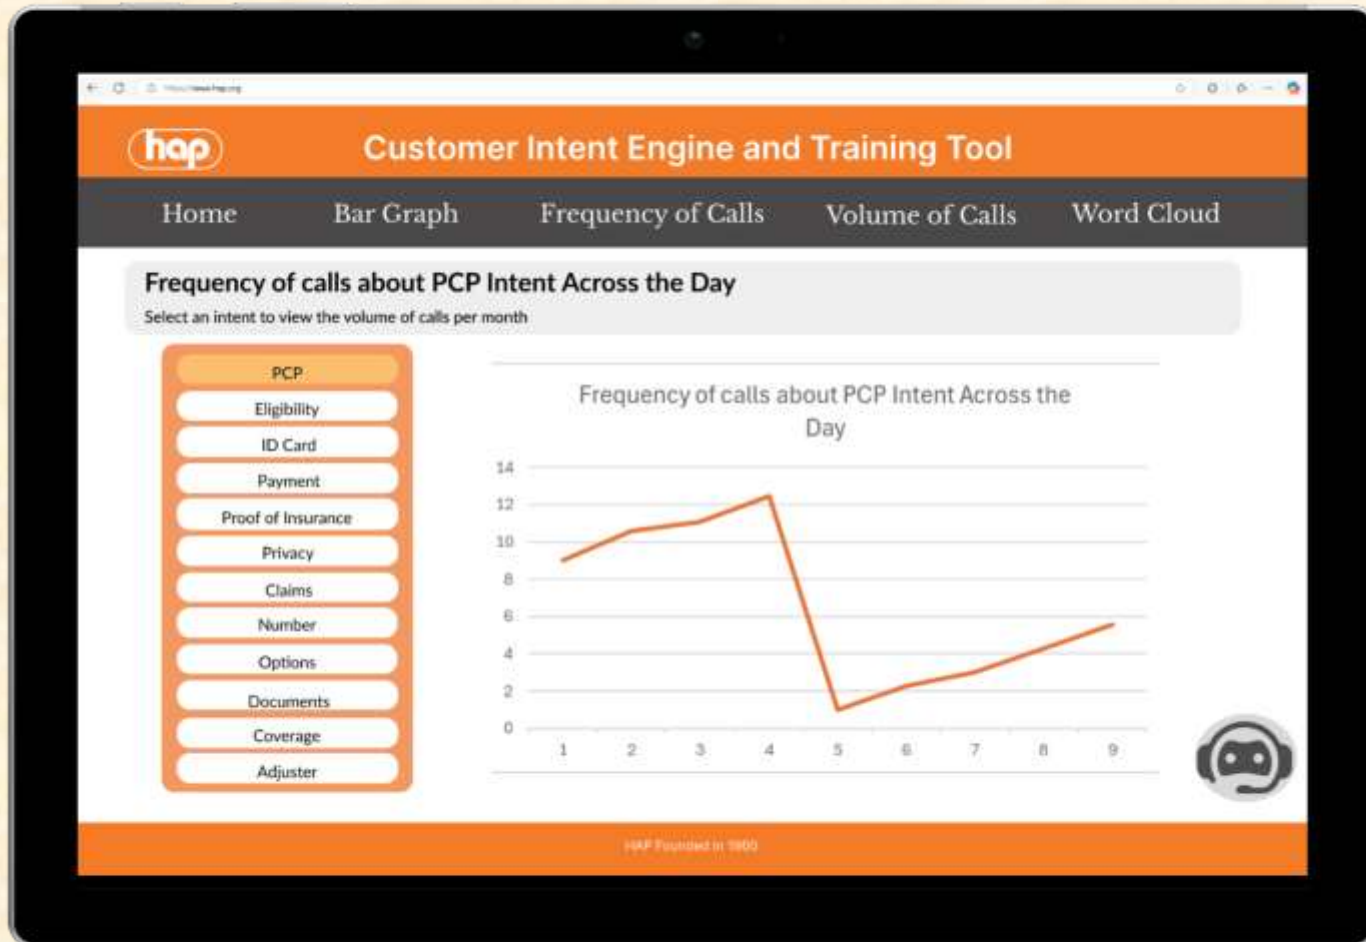 hap
Customer Intent Engine and Training Tool
Home Bar Graph Frequency of Calls Volume of Calls Word Cloud
Frequency of calls about PCP Intent Across the Day
Select an intent to view the volume of calls per month
PCP
Eligibility
ID Card
Payment
Proof of Insurance
Privacy
Claims
Number
Options
Documents
Coverage
Adjuster
Frequency of calls about PCP Intent Across the
Day
14
12
10
8
6
4
2
0
1 2 3 4 5 6 7 8 9
HAP Founded in 1900